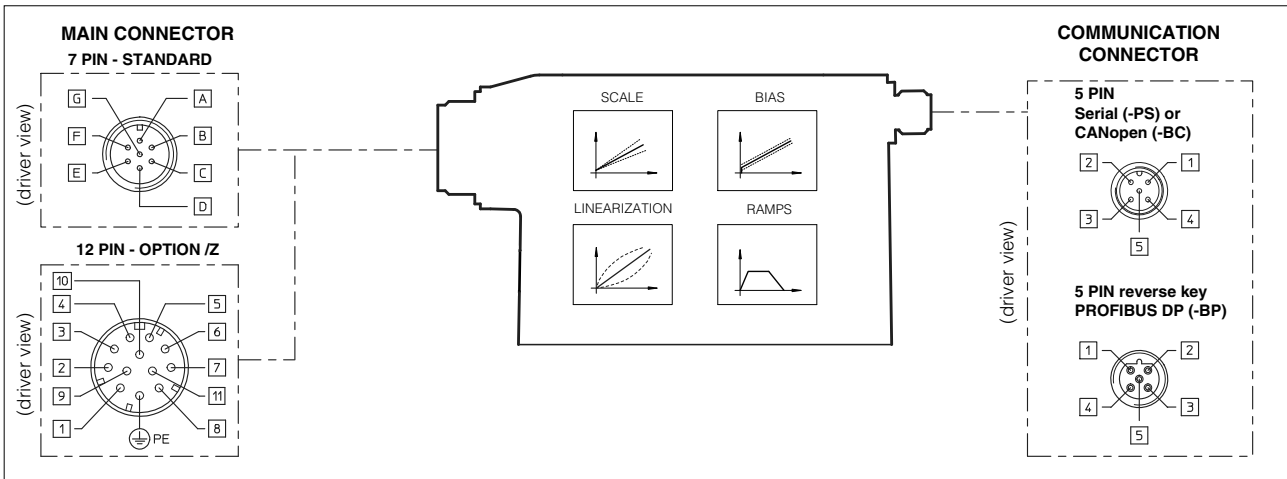 MAIN CONNECTOR
7 PIN - STANDARD
(driver view)
G
A
F
B
E
C
D
12 PIN - OPTION /Z
(driver view)
10
4
5
3
6
2
7
9
11
1
8
PE
SCALE
BIAS
LINEARIZATION
RAMPS
COMMUNICATION
CONNECTOR
(driver view)
5 PIN
Serial (-PS) or
CANopen (-BC)
2
1
3
4
5
5 PIN reverse key
PROFIBUS DP (-BP)
1
2
4
3
5